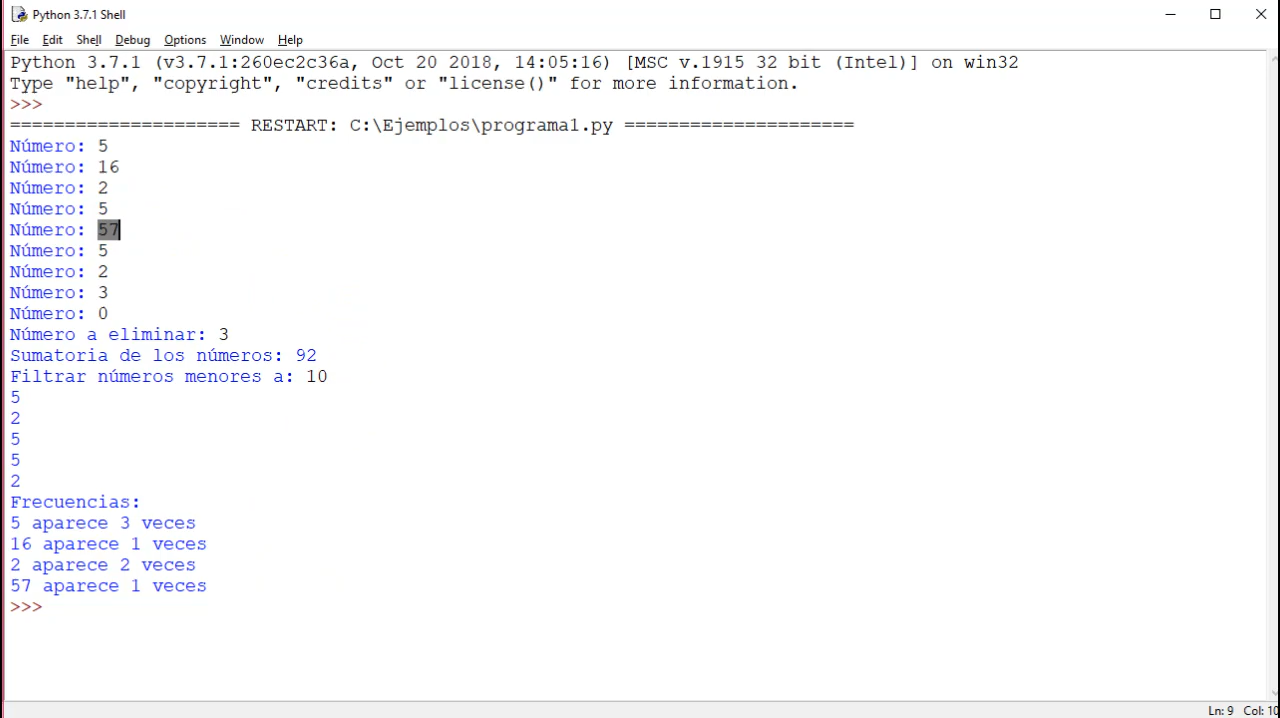 Python 3.7.1 Shell
File Edit Shell Debug Options Window Help
Python 3.7.1 (v3.7.1:260ec2c36a, Oct 20 2018, 14:05:16) [MSC v.1915 32 bit (Intel)] on win32
Type "help", "copyright", "credits" or "license()" for more information.
>>>
===================== RESTART: C:\Ejemplos\programa1.py =====================
Número: 5
Número: 16
Número: 2
Número: 5
Número: 57
Número: 5
Número: 2
Número: 3
Número: 0
Número a eliminar: 3
Sumatoria de los números: 92
Filtrar números menores a: 10
5
2
5
5
2
Frecuencias:
5 aparece 3 veces
16 aparece 1 veces
2 aparece 2 veces
57 aparece 1 veces
>>>
Ln: 9 Col: 10